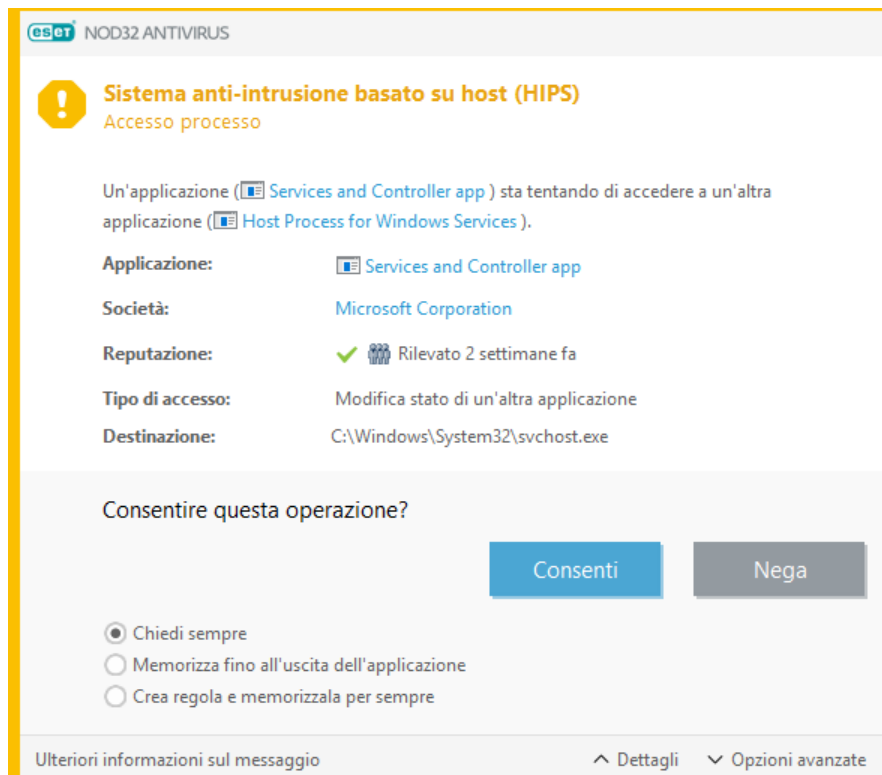 eset NOD32 ANTIVIRUS
Sistema anti-intrusione basato su host (HIPS)
Accesso processo
Un'applicazione ( Services and Controller app ) sta tentando di accedere a un'altra
applicazione ( Host Process for Windows Services ).
Applicazione: Services and Controller app
Società: Microsoft Corporation
Reputazione: Rilevato 2 settimane fa
Tipo di accesso: Modifica stato di un'altra applicazione
Destinazione: C:\Windows\System32\svchost.exe
Consentire questa operazione?
Consenti Nega
Chiedi sempre
Memorizza fino all'uscita dell'applicazione
Crea regola e memorizzala per sempre
Ulteriori informazioni sul messaggio Dettagli Opzioni avanzate